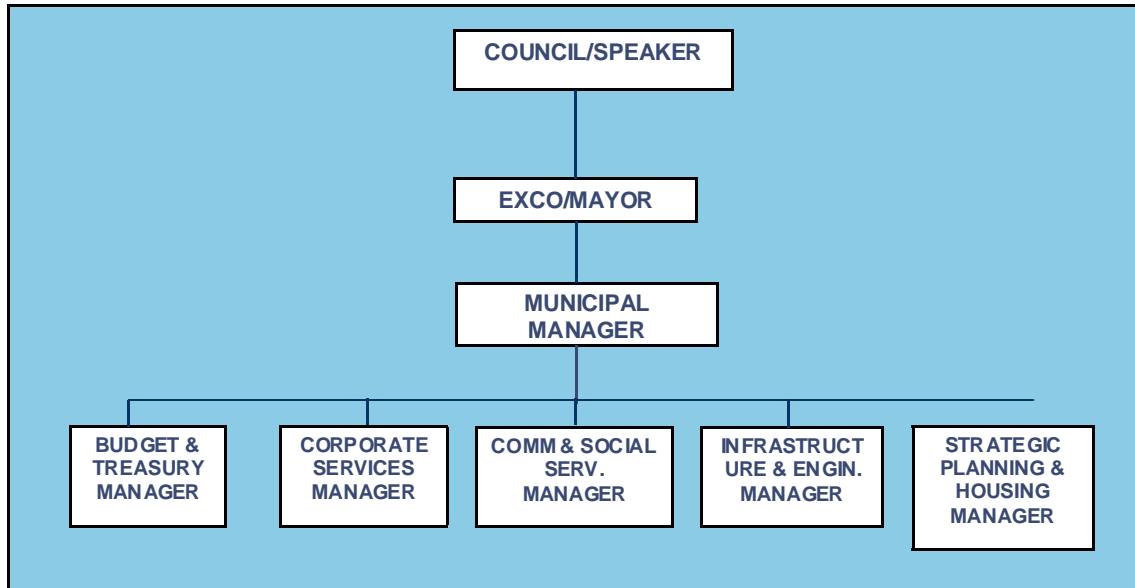 COUNCIL/SPEAKER
EXCO/MAYOR
MUNICIPAL
MANAGER
BUDGET &
TREASURY
MANAGER
CORPORATE
SERVICES
MANAGER
COMM & SOCIAL
SERV.
MANAGER
INFRASTRUCT
URE & ENGIN.
MANAGER
STRATEGIC
PLANNING &
HOUSING
MANAGER